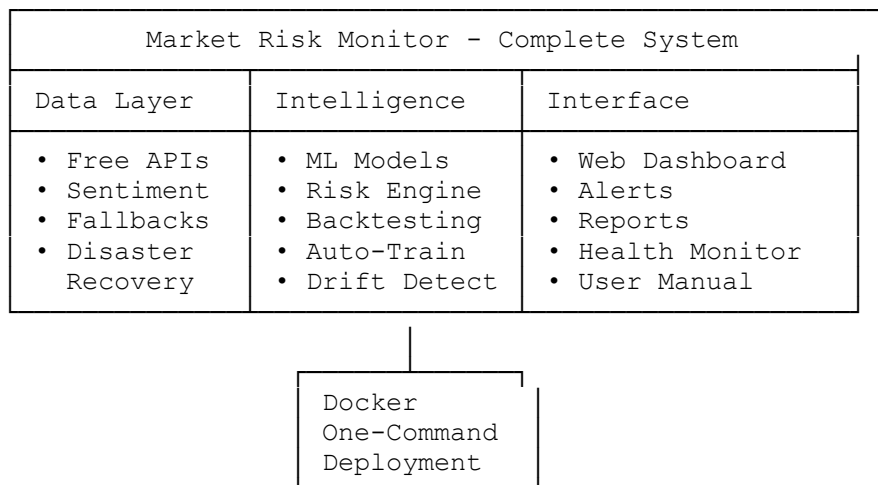 Market Risk Monitor - Complete System
Data Layer
Intelligence
Interface
• Free APIs
• Sentiment
• Fallbacks
• Disaster
Recovery
• ML Models
• Risk Engine
• Backtesting
• Auto-Train
• Drift Detect
• Web Dashboard
• Alerts
• Reports
• Health Monitor
• User Manual
Docker
One-Command
Deployment